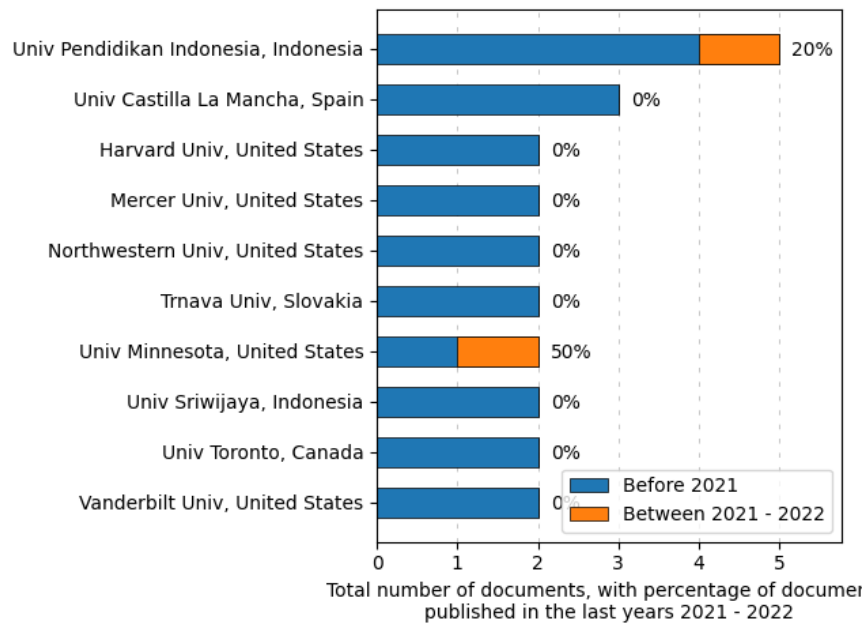 Univ Pendidikan Indonesia, Indonesia 20%
Univ Castilla La Mancha, Spain 0%
Harvard Univ, United States 0%
Mercer Univ, United States 0%
Northwestern Univ, United States 0%
Trnava Univ, Slovakia 0%
Univ Minnesota, United States 50%
Univ Sriwijaya, Indonesia 0%
Univ Toronto, Canada 0%
Vanderbilt Univ, United States 0%
Before 2021
Between 2021 - 2022
0 1 2 3 4 5
Total number of documents, with percentage of documen
published in the last years 2021 - 2022